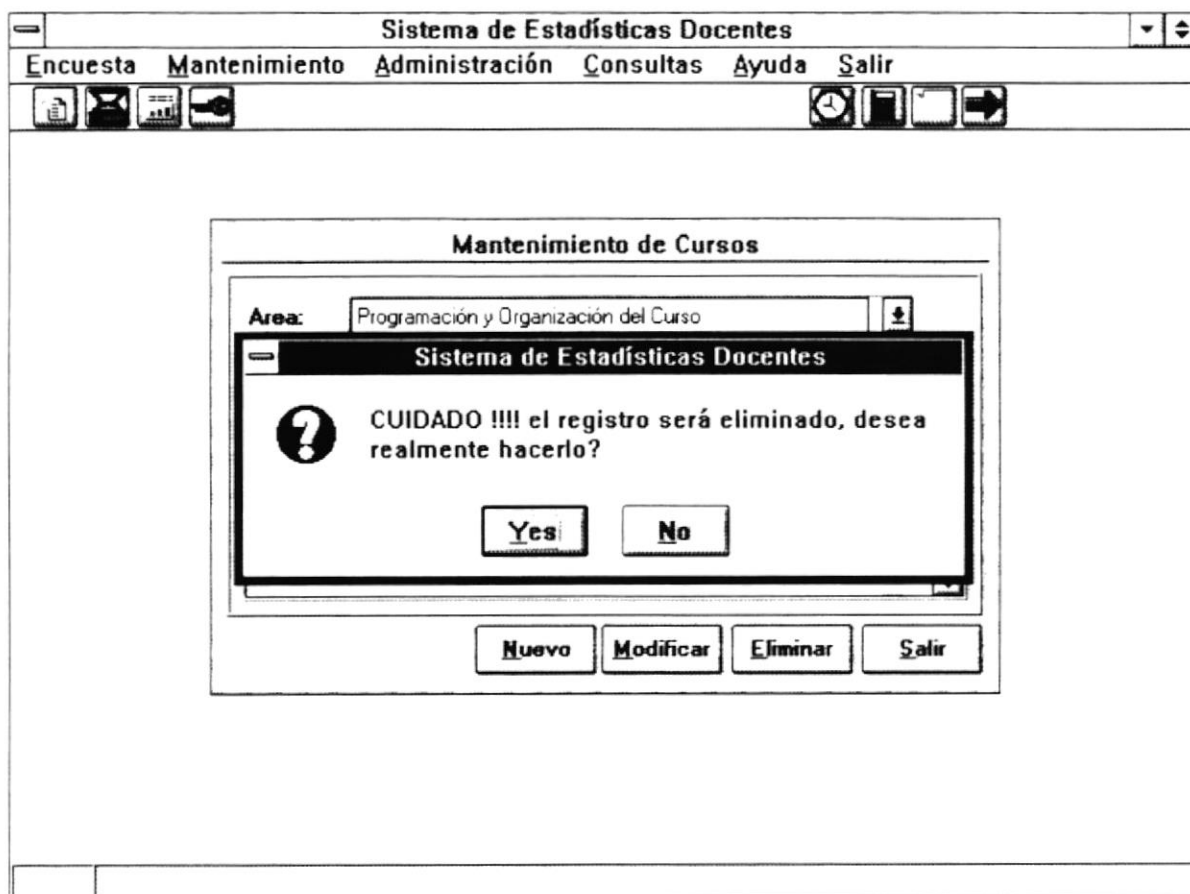 Sistema de Estadísticas Docentes
Encuesta Mantenimiento Administración Consultas Ayuda Salir
Mantenimiento de Cursos
Area: Programación y Organización del Curso
Sistema de Estadísticas Docentes
CUIDADO !!!! el registro será eliminado, desea
realmente hacerlo?
Yes No
Nuevo Modificar Eliminar Salir